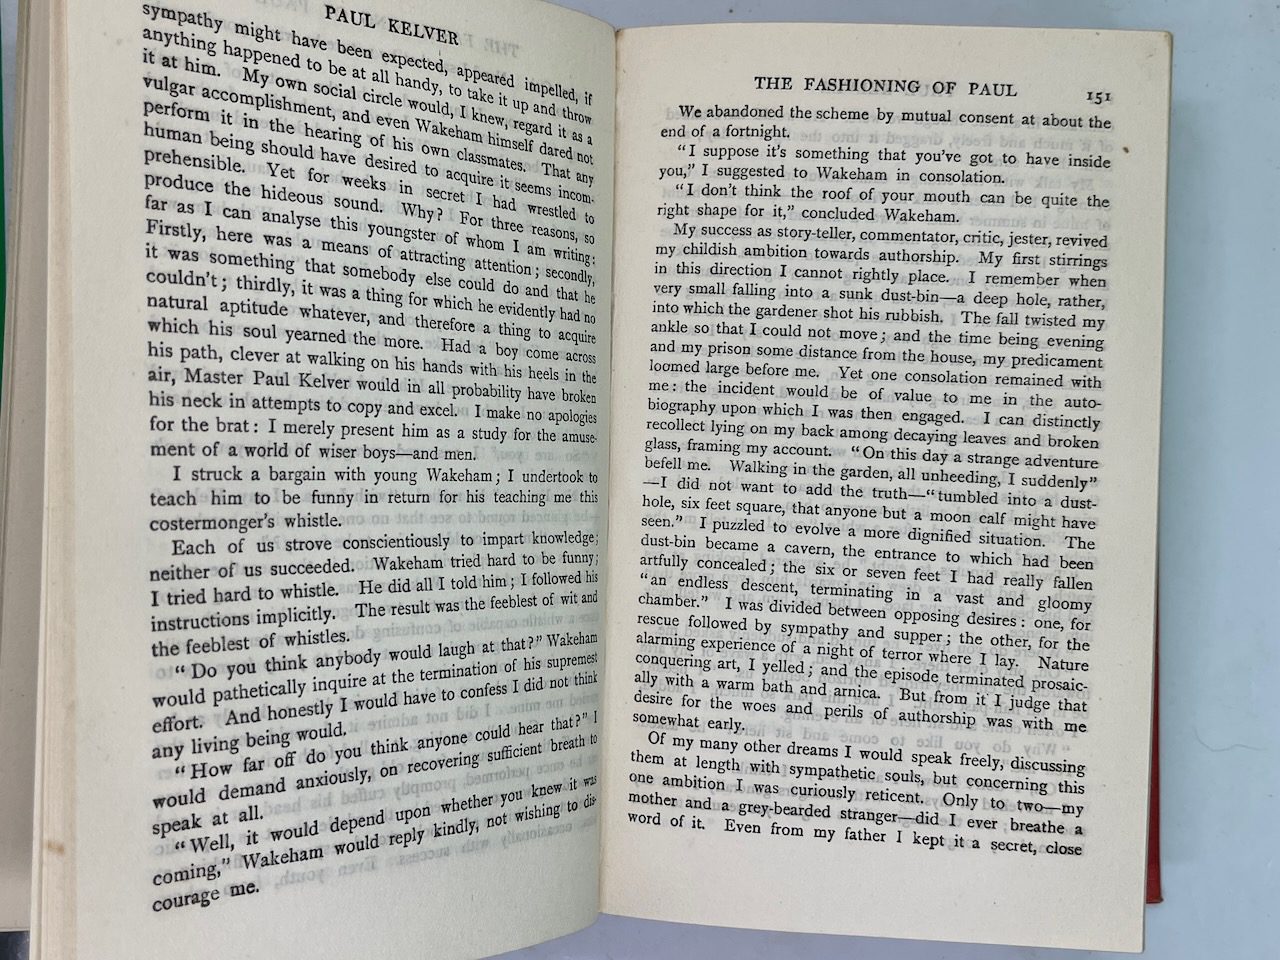 PAUL KELVER
sympathy might have been expected, appeared impelled, if
anything happened to be at all handy, to take it up and throw
it at him. My own social circle would, I knew, regard it as a
vulgar accomplishment, and even Wakeham himself dared not
perform it in the hearing of his own classmates. That any
human being should have desired to acquire it seems incom-
prehensible. Yet for weeks in secret I had wrestled to
produce the hideous sound. Why? For three reasons, so
far as I can analyse this youngster of whom I am writing:
Firstly, here was a means of attracting attention; secondly,
it was something that somebody else could do and that he
couldn't; thirdly, it was a thing for which he evidently had no
natural aptitude whatever, and therefore a thing to acquire
which his soul yearned the more. Had a boy come across
his path, clever at walking on his hands with his heels in the
air, Master Paul Kelver would in all probability have broken
his neck in attempts to copy and excel. I make no apologies
for the brat: I merely present him as a study for the amuse-
ment of a world of wiser boys—and men.
I struck a bargain with young Wakeham; I undertook to
teach him to be funny in return for his teaching me this
costermonger's whistle.
Each of us strove conscientiously to impart knowledge;
neither of us succeeded. Wakeham tried hard to be funny;
I tried hard to whistle. He did all I told him; I followed his
instructions implicitly. The result was the feeblest of wit and
the feeblest of whistles.
"Do you think anybody would laugh at that?" Wakeham
would pathetically inquire at the termination of his supremest
effort. And honestly I would have to confess I did not think
any living being would.
"How far off do you think anyone could hear that?" I
would demand anxiously, on recovering sufficient breath to
speak at all.
"Well, it would depend upon whether you knew it was
coming," Wakeham would reply kindly, not wishing to dis-
courage me.
THE FASHIONING OF PAUL 151
We abandoned the scheme by mutual consent at about the
end of a fortnight.
"I suppose it's something that you've got to have inside
you," I suggested to Wakeham in consolation.
"I don't think the roof of your mouth can be quite the
right shape for it," concluded Wakeham.
My success as story-teller, commentator, critic, jester, revived
my childish ambition towards authorship. My first stirrings
in this direction I cannot rightly place. I remember when
very small falling into a sunk dust-bin—a deep hole, rather,
into which the gardener shot his rubbish. The fall twisted my
ankle so that I could not move; and the time being evening
and my prison some distance from the house, my predicament
loomed large before me. Yet one consolation remained with
me: the incident would be of value to me in the auto-
biography upon which I was then engaged. I can distinctly
recollect lying on my back among decaying leaves and broken
glass, framing my account. "On this day a strange adventure
befell me. Walking in the garden, all unheeding, I suddenly"
—I did not want to add the truth—"tumbled into a dust-
hole, six feet square, that anyone but a moon calf might have
seen." I puzzled to evolve a more dignified situation. The
dust-bin became a cavern, the entrance to which had been
artfully concealed; the six or seven feet I had really fallen
"an endless descent, terminating in a vast and gloomy
chamber." I was divided between opposing desires: one, for
rescue followed by sympathy and supper; the other, for the
alarming experience of a night of terror where I lay. Nature
conquering art, I yelled; and the episode terminated prosaic-
ally with a warm bath and arnica. But from it I judge that
desire for the woes and perils of authorship was with me
somewhat early.
Of my many other dreams I would speak freely, discussing
them at length with sympathetic souls, but concerning this
one ambition I was curiously reticent. Only to two—my
mother and a grey-bearded stranger—did I ever breathe a
word of it. Even from my father I kept it a secret, close